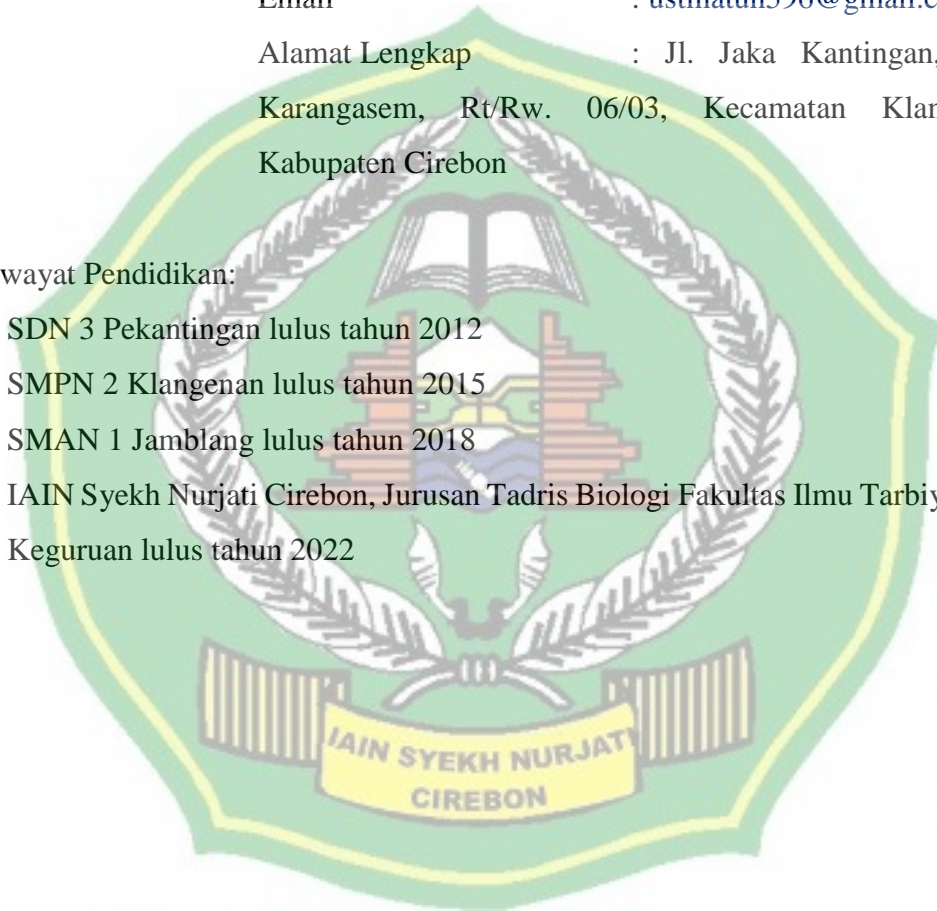 Email
Alamat Lengkap : Jl. Jaka Kantingan,
Karangasem, Rt/Rw. 06/03, Kecamatan
Kabupaten Cirebon
Pendidikan:
SDN 3 Pekantingan lulus tahun 2012
SMPN 2 Klangenan lulus tahun 2015
SMAN 1 Jamblang lulus tahun 2018
IAIN Syekh Nurjati Cirebon, Jurusan Tadris Biologi Fakultas Ilmu
Keguruan lulus tahun 2022
IAIN SYEKH NURJATI
CIREBON